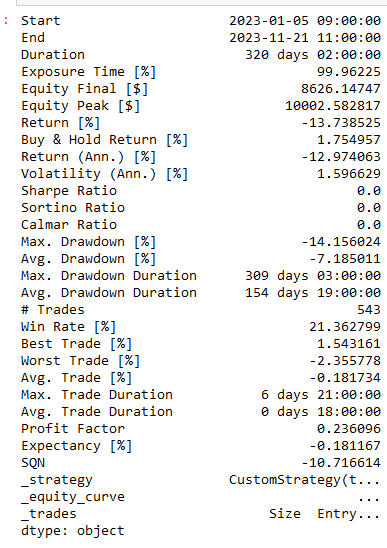 : Start 2023-01-05 09:00:00
End 2023-11-21 11:00:00
Duration 320 days 02:00:00
Exposure Time [%] 99.96225
Equity Final [$] 8626.14747
Equity Peak [$] 10002.582817
Return [%] -13.738525
Buy & Hold Return [%] 1.754957
Return (Ann.) [%] -12.974063
Volatility (Ann.) [%] 1.596629
Sharpe Ratio 0.0
Sortino Ratio 0.0
Calmar Ratio 0.0
Max. Drawdown [%] -14.156024
Avg. Drawdown [%] -7.185011
Max. Drawdown Duration 309 days 03:00:00
Avg. Drawdown Duration 154 days 19:00:00
# Trades 543
Win Rate [%] 21.362799
Best Trade [%] 1.543161
Worst Trade [%] -2.355778
Avg. Trade [%] -0.181734
Max. Trade Duration 6 days 21:00:00
Avg. Trade Duration 0 days 18:00:00
Profit Factor 0.236096
Expectancy [%] -0.181167
SQN -10.716614
_strategy CustomStrategy(t...
_equity_curve ...
_trades Size Entry...
dtype: object